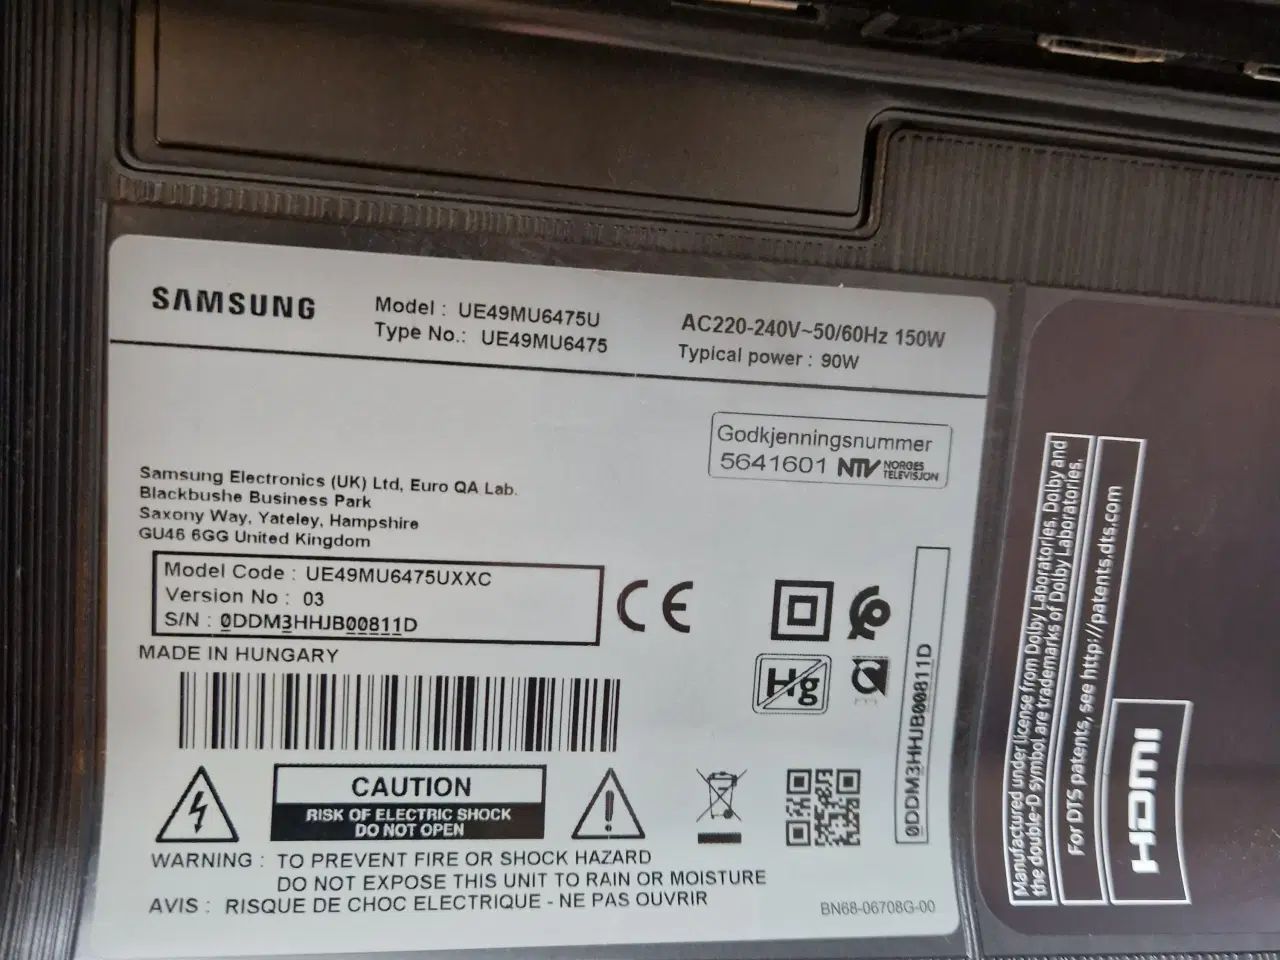 SAMSUNG
Model : UE49MU6475U
Type No.: UE49MU6475
AC220-240V~50/60Hz 150W
Typical power : 90W
Godkjenningsnummer
5641601 NTV NORGES TELEVISJON
Samsung Electronics (UK) Ltd, Euro QA Lab.
Blackbushe Business Park
Saxony Way, Yateley, Hampshire
GU46 6GG United Kingdom
Model Code : UE49MU6475UXXC
Version No : 03
S/N : 0DDM3HHJB00811D
MADE IN HUNGARY
CE
Hg
0DDM3HHJB00811D
CAUTION
RISK OF ELECTRIC SHOCK
DO NOT OPEN
WARNING : TO PREVENT FIRE OR SHOCK HAZARD
DO NOT EXPOSE THIS UNIT TO RAIN OR MOISTURE
AVIS : RISQUE DE CHOC ELECTRIQUE - NE PAS OUVRIR
BN68-06708G-00
Manufactured under license from Dolby Laboratories. Dolby and
the double-D symbol are trademarks of Dolby Laboratories.
For DTS patents, see http://patents.dts.com
HDMI